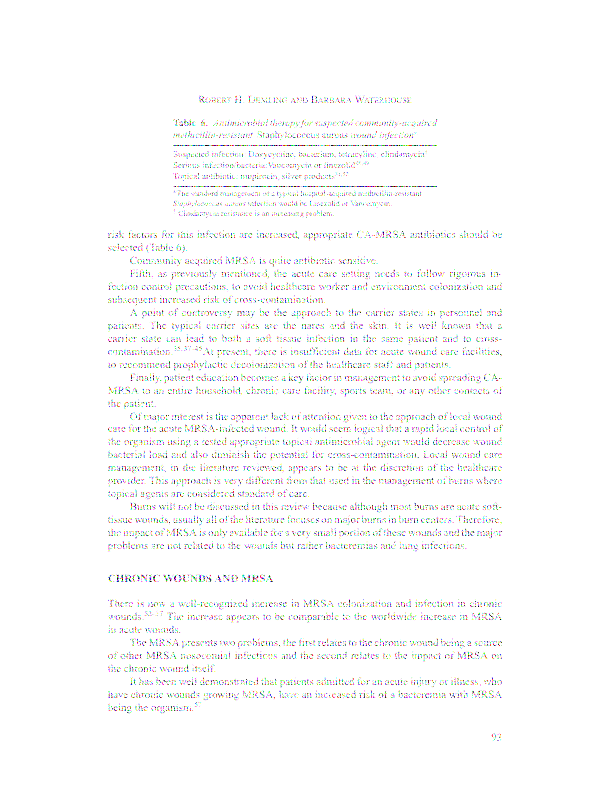 ROBERT H. DEMLING AND BARBARA WATERHOUSE
Table 6. Antimicrobial therapy for suspected community-acquired
methicillin-resistant Staphylococcus aureus wound infection
Suspected infection: Doxycycline, bactrim, tetracycline, clindamycin
Serious infection/bacteria: Vancomycin or linezolid
Topical antibiotic: mupirocin, silver products
The standard management of a typical hospital-acquired methicillin-resistant
Staphylococcus aureus infection would be Linezolid or Vancomycin.
Clindamycin resistance is an increasing problem.
risk factors for this infection are increased, appropriate CA-MRSA antibiotics should be
selected (Table 6).
Community acquired MRSA is quite antibiotic sensitive.
Fifth, as previously mentioned, the acute care setting needs to follow rigorous in-
fection control precautions, to avoid healthcare worker and environment colonization and
subsequent increased risk of cross-contamination.
A point of controversy may be the approach to the carrier states in personnel and
patients. The typical carrier sites are the nares and the skin. It is well known that a
carrier state can lead to both a soft tissue infection in the same patient and to cross-
contamination. At present, there is insufficient data for acute wound care facilities,
to recommend prophylactic decolonization of the healthcare staff and patients.
Finally, patient education becomes a key factor in management to avoid spreading CA-
MRSA to an entire household, chronic care facility, sports team, or any other contacts of
the patient.
Of major interest is the apparent lack of attention given to the approach of local wound
care for the acute MRSA-infected wound. It would seem logical that a rapid local control of
the organism using a tested appropriate topical antimicrobial agent would decrease wound
bacterial load and also diminish the potential for cross-contamination. Local wound care
management, in the literature reviewed, appears to be at the discretion of the healthcare
provider. This approach is very different from that used in the management of burns where
topical agents are considered standard of care.
Burns will not be discussed in this review because although most burns are acute soft-
tissue wounds, usually all of the literature focuses on major burns in burn centers. Therefore,
the impact of MRSA is only available for a very small portion of these wounds and the major
problems are not related to the wounds but rather bacteremias and lung infections.
CHRONIC WOUNDS AND MRSA
There is now a well-recognized increase in MRSA colonization and infection in chronic
wounds. The increase appears to be comparable to the worldwide increase in MRSA
in acute wounds.
The MRSA presents two problems, the first relates to the chronic wound being a source
of other MRSA nosocomial infections and the second relates to the impact of MRSA on
the chronic wound itself.
It has been well demonstrated that patients admitted for an acute injury or illness, who
have chronic wounds growing MRSA, have an increased risk of a bacteremia with MRSA
being the organism.
93